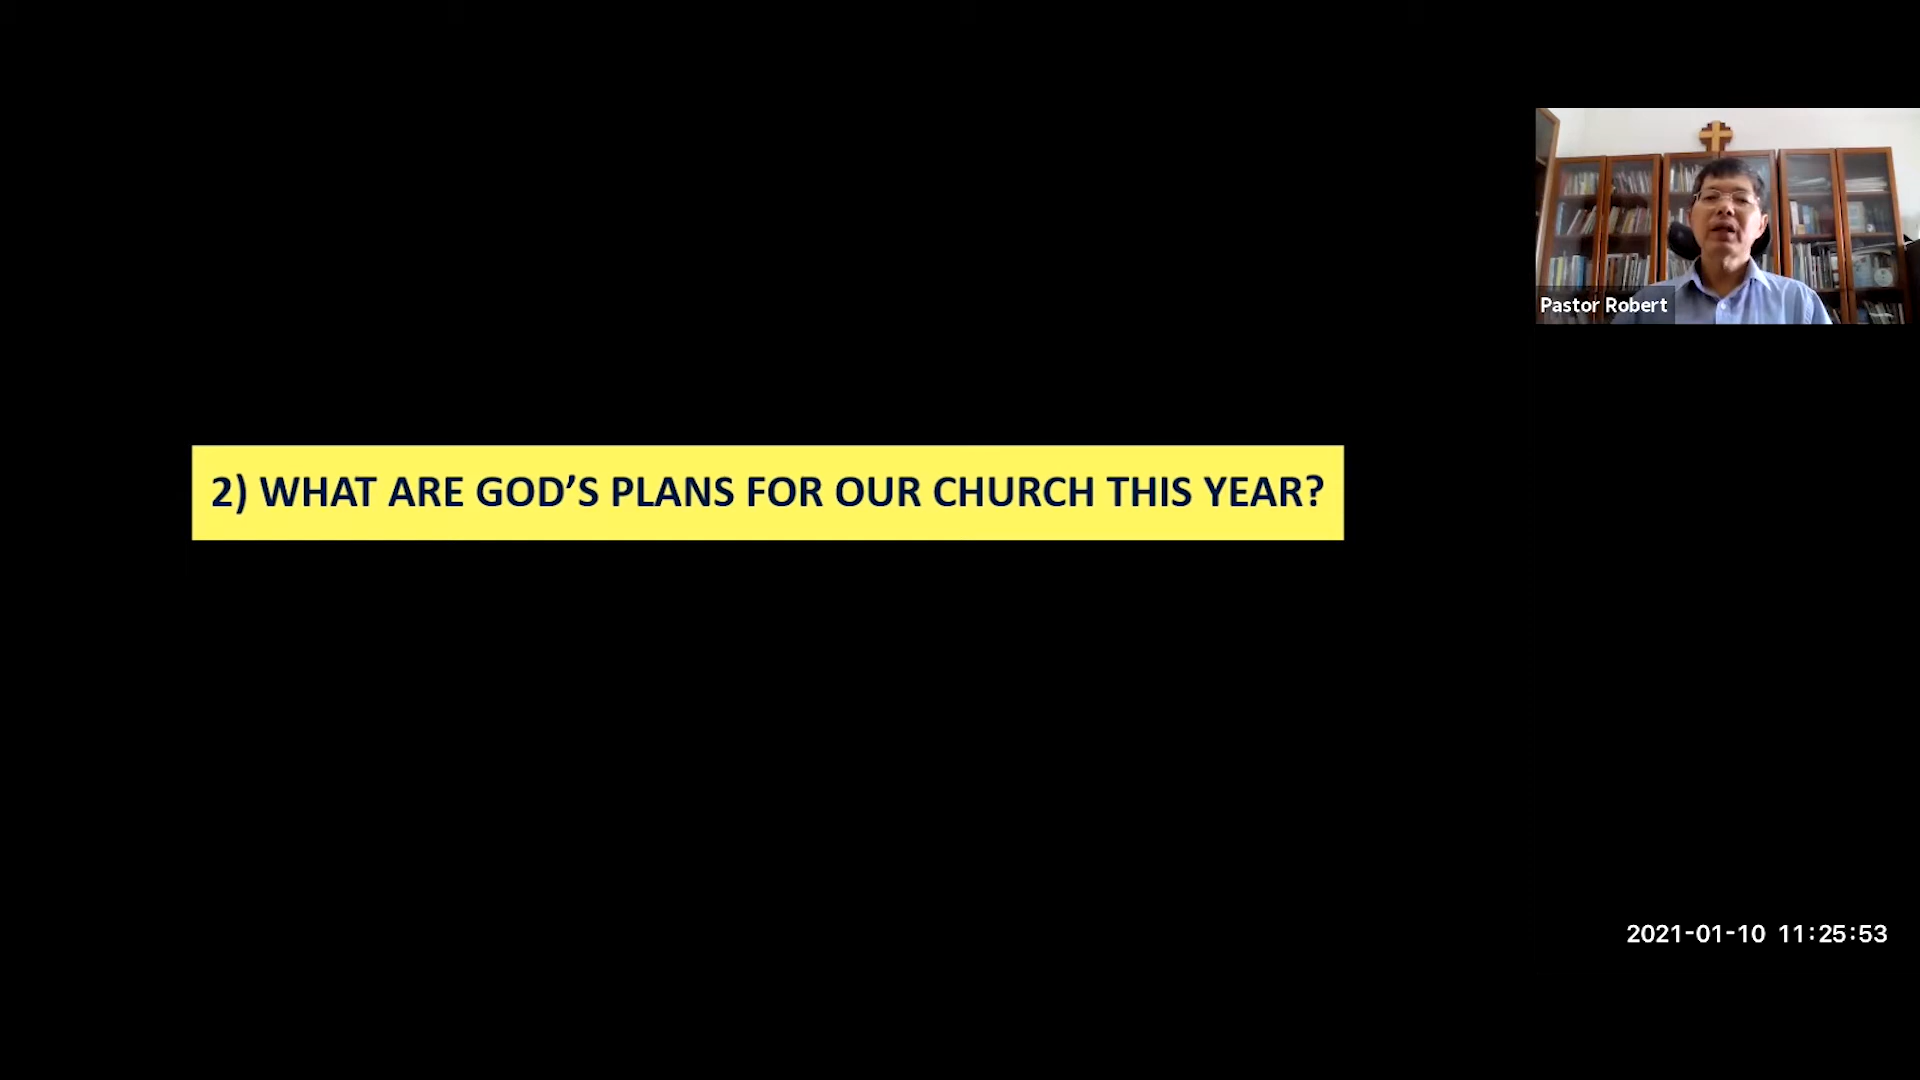 Pastor Robert
2) WHAT ARE GOD’S PLANS FOR OUR CHURCH THIS YEAR?
2021-01-10 11:25:53